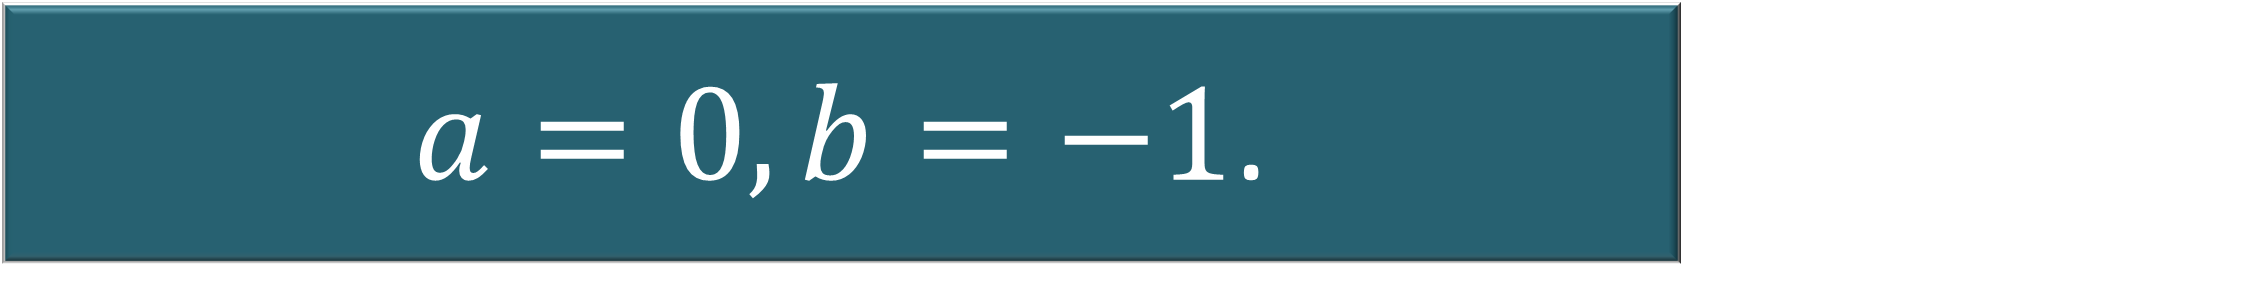 a = 0, b = −1.